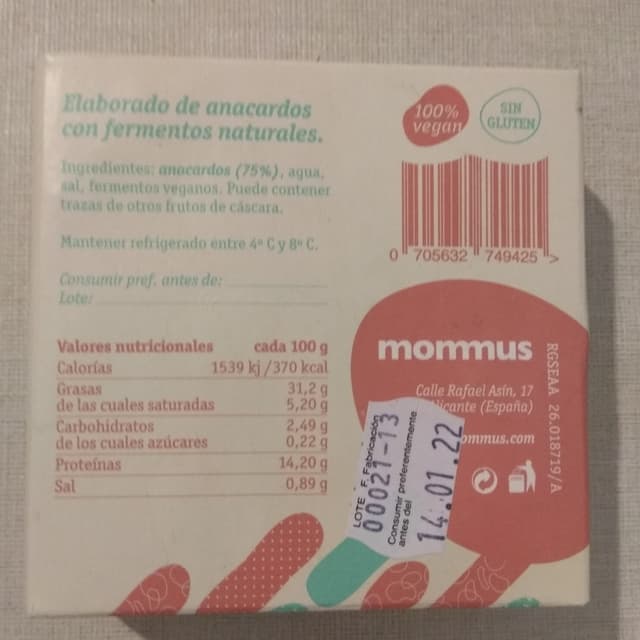 Elaborado de anacardos
con fermentos naturales.
Ingredientes: anacardos (75%), agua,
sal, fermentos veganos. Puede contener
trazas de otros frutos de cáscara.
Mantener refrigerado entre 4º C y 8º C.
Consumir pref. antes de:
Lote:
Valores nutricionales cada 100 g
Calorías 1539 kj /370 kcal
Grasas 31,2 g
de las cuales saturadas 5,20 g
Carbohidratos 2,49 g
de los cuales azúcares 0,22 g
Proteínas 14,20 g
Sal 0,89 g
100%
vegan
SIN
GLUTEN
0 705632 749425 >
mommus
Calle Rafael Asín, 17
(España)
RGSEAA 26.018719/A
LOTE F. Fabricación
00021-13
Consumir preferentemente
antes del
14.01.22